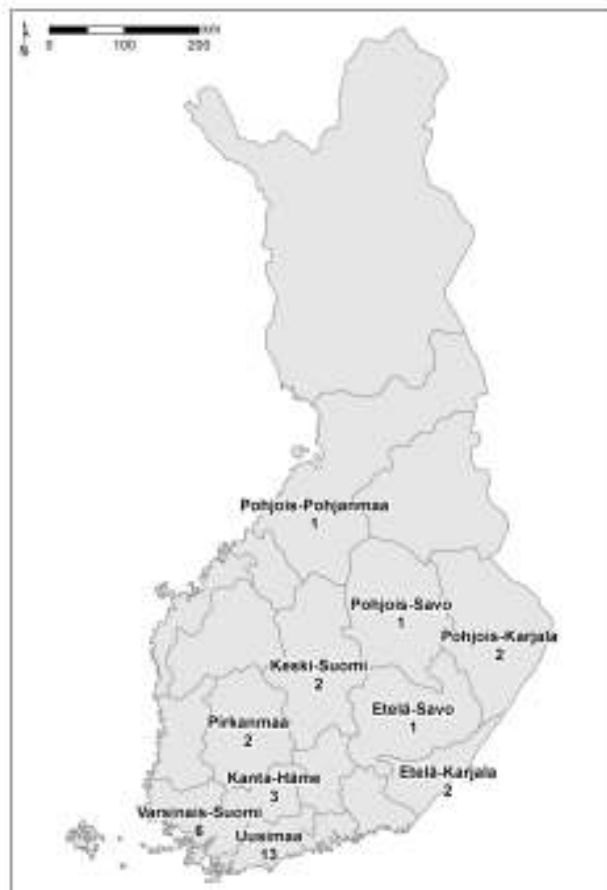 km
0 100 200
Pohjois-Pohjanmaa
1
Pohjois-Savo
1
Pohjois-Karjala
2
Keski-Suomi
2
Etelä-Savo
1
Pirkanmaa
2
Etelä-Karjala
2
Kanta-Häme
3
Varsinais-Suomi
Uusimaa
13